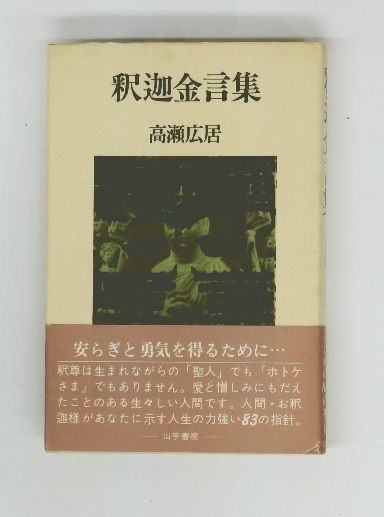 釈迦金言集
高瀬広居
安らぎと勇気を得るために…
釈尊は生まれながらの「聖人」でも「ホトケ
さま」でもありません。愛と憎しみにもだえ
たことのある生々しい人間です。人間・お釈
迦様があなたに示す人生の力強い83の指針。
山手書房